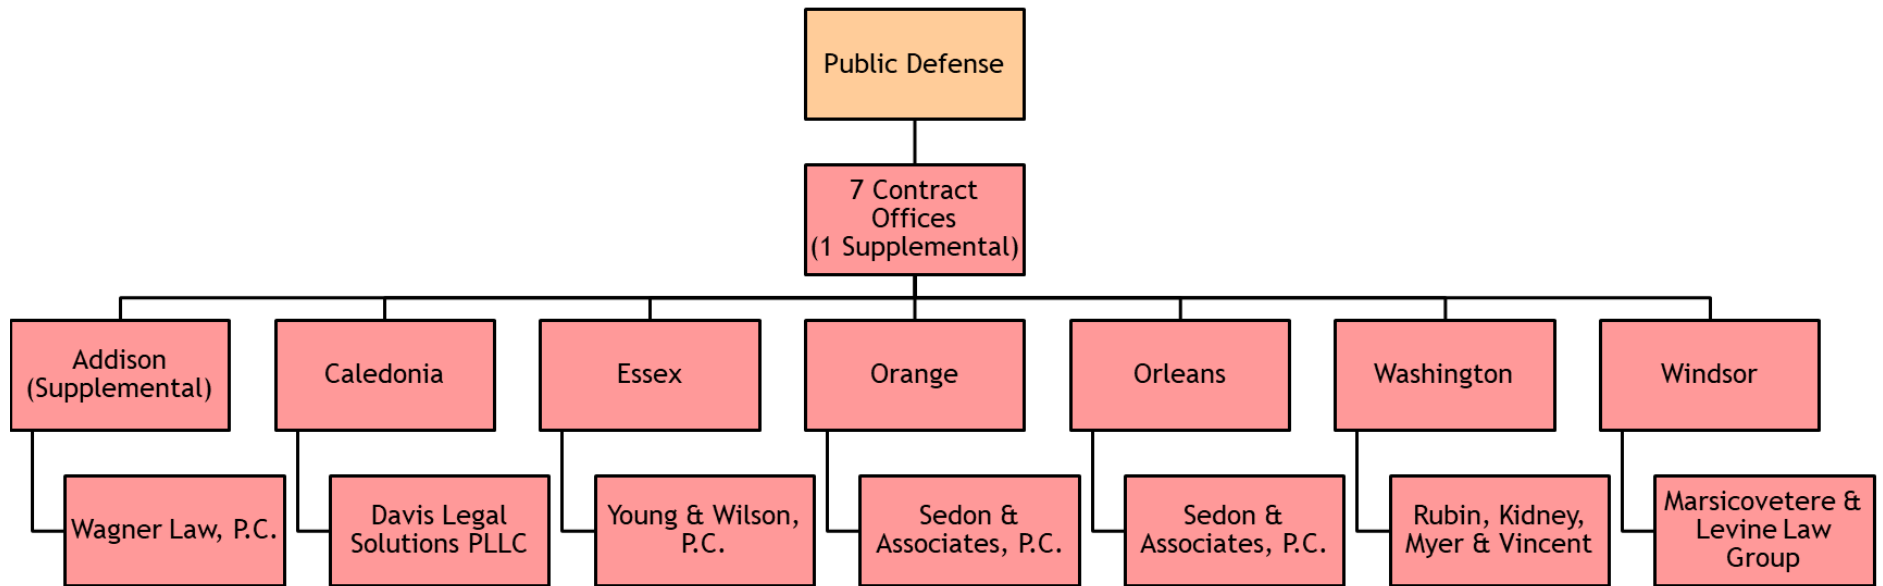 Public Defense
7 Contract
Offices
(1 Supplemental)
Addison
(Supplemental)
Caledonia
Essex
Orange
Orleans
Washington
Windsor
Wagner Law, P.C.
Davis Legal
Solutions PLLC
Young & Wilson,
P.C.
Sedon &
Associates, P.C.
Sedon &
Associates, P.C.
Rubin, Kidney,
Myer & Vincent
Marsicovetere &
Levine Law
Group